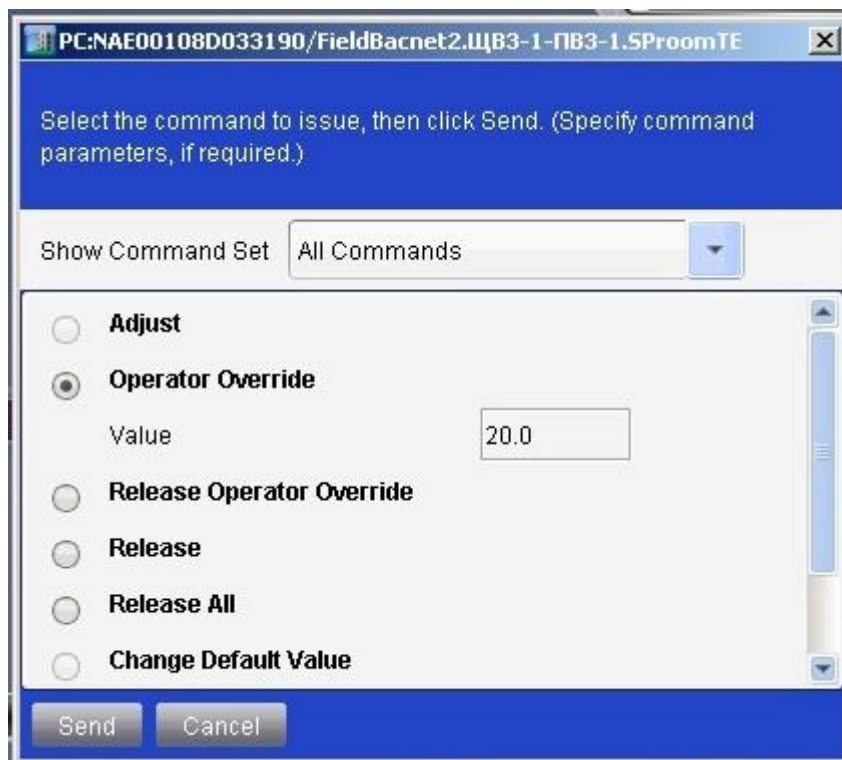 PC:NAE00108D033190/FieldBacnet2.ЩВ3-1-ПВ3-1.SProomTE
Select the command to issue, then click Send. (Specify command
parameters, if required.)
Show Command Set All Commands
Adjust
Operator Override
Value 20.0
Release Operator Override
Release
Release All
Change Default Value
Send Cancel